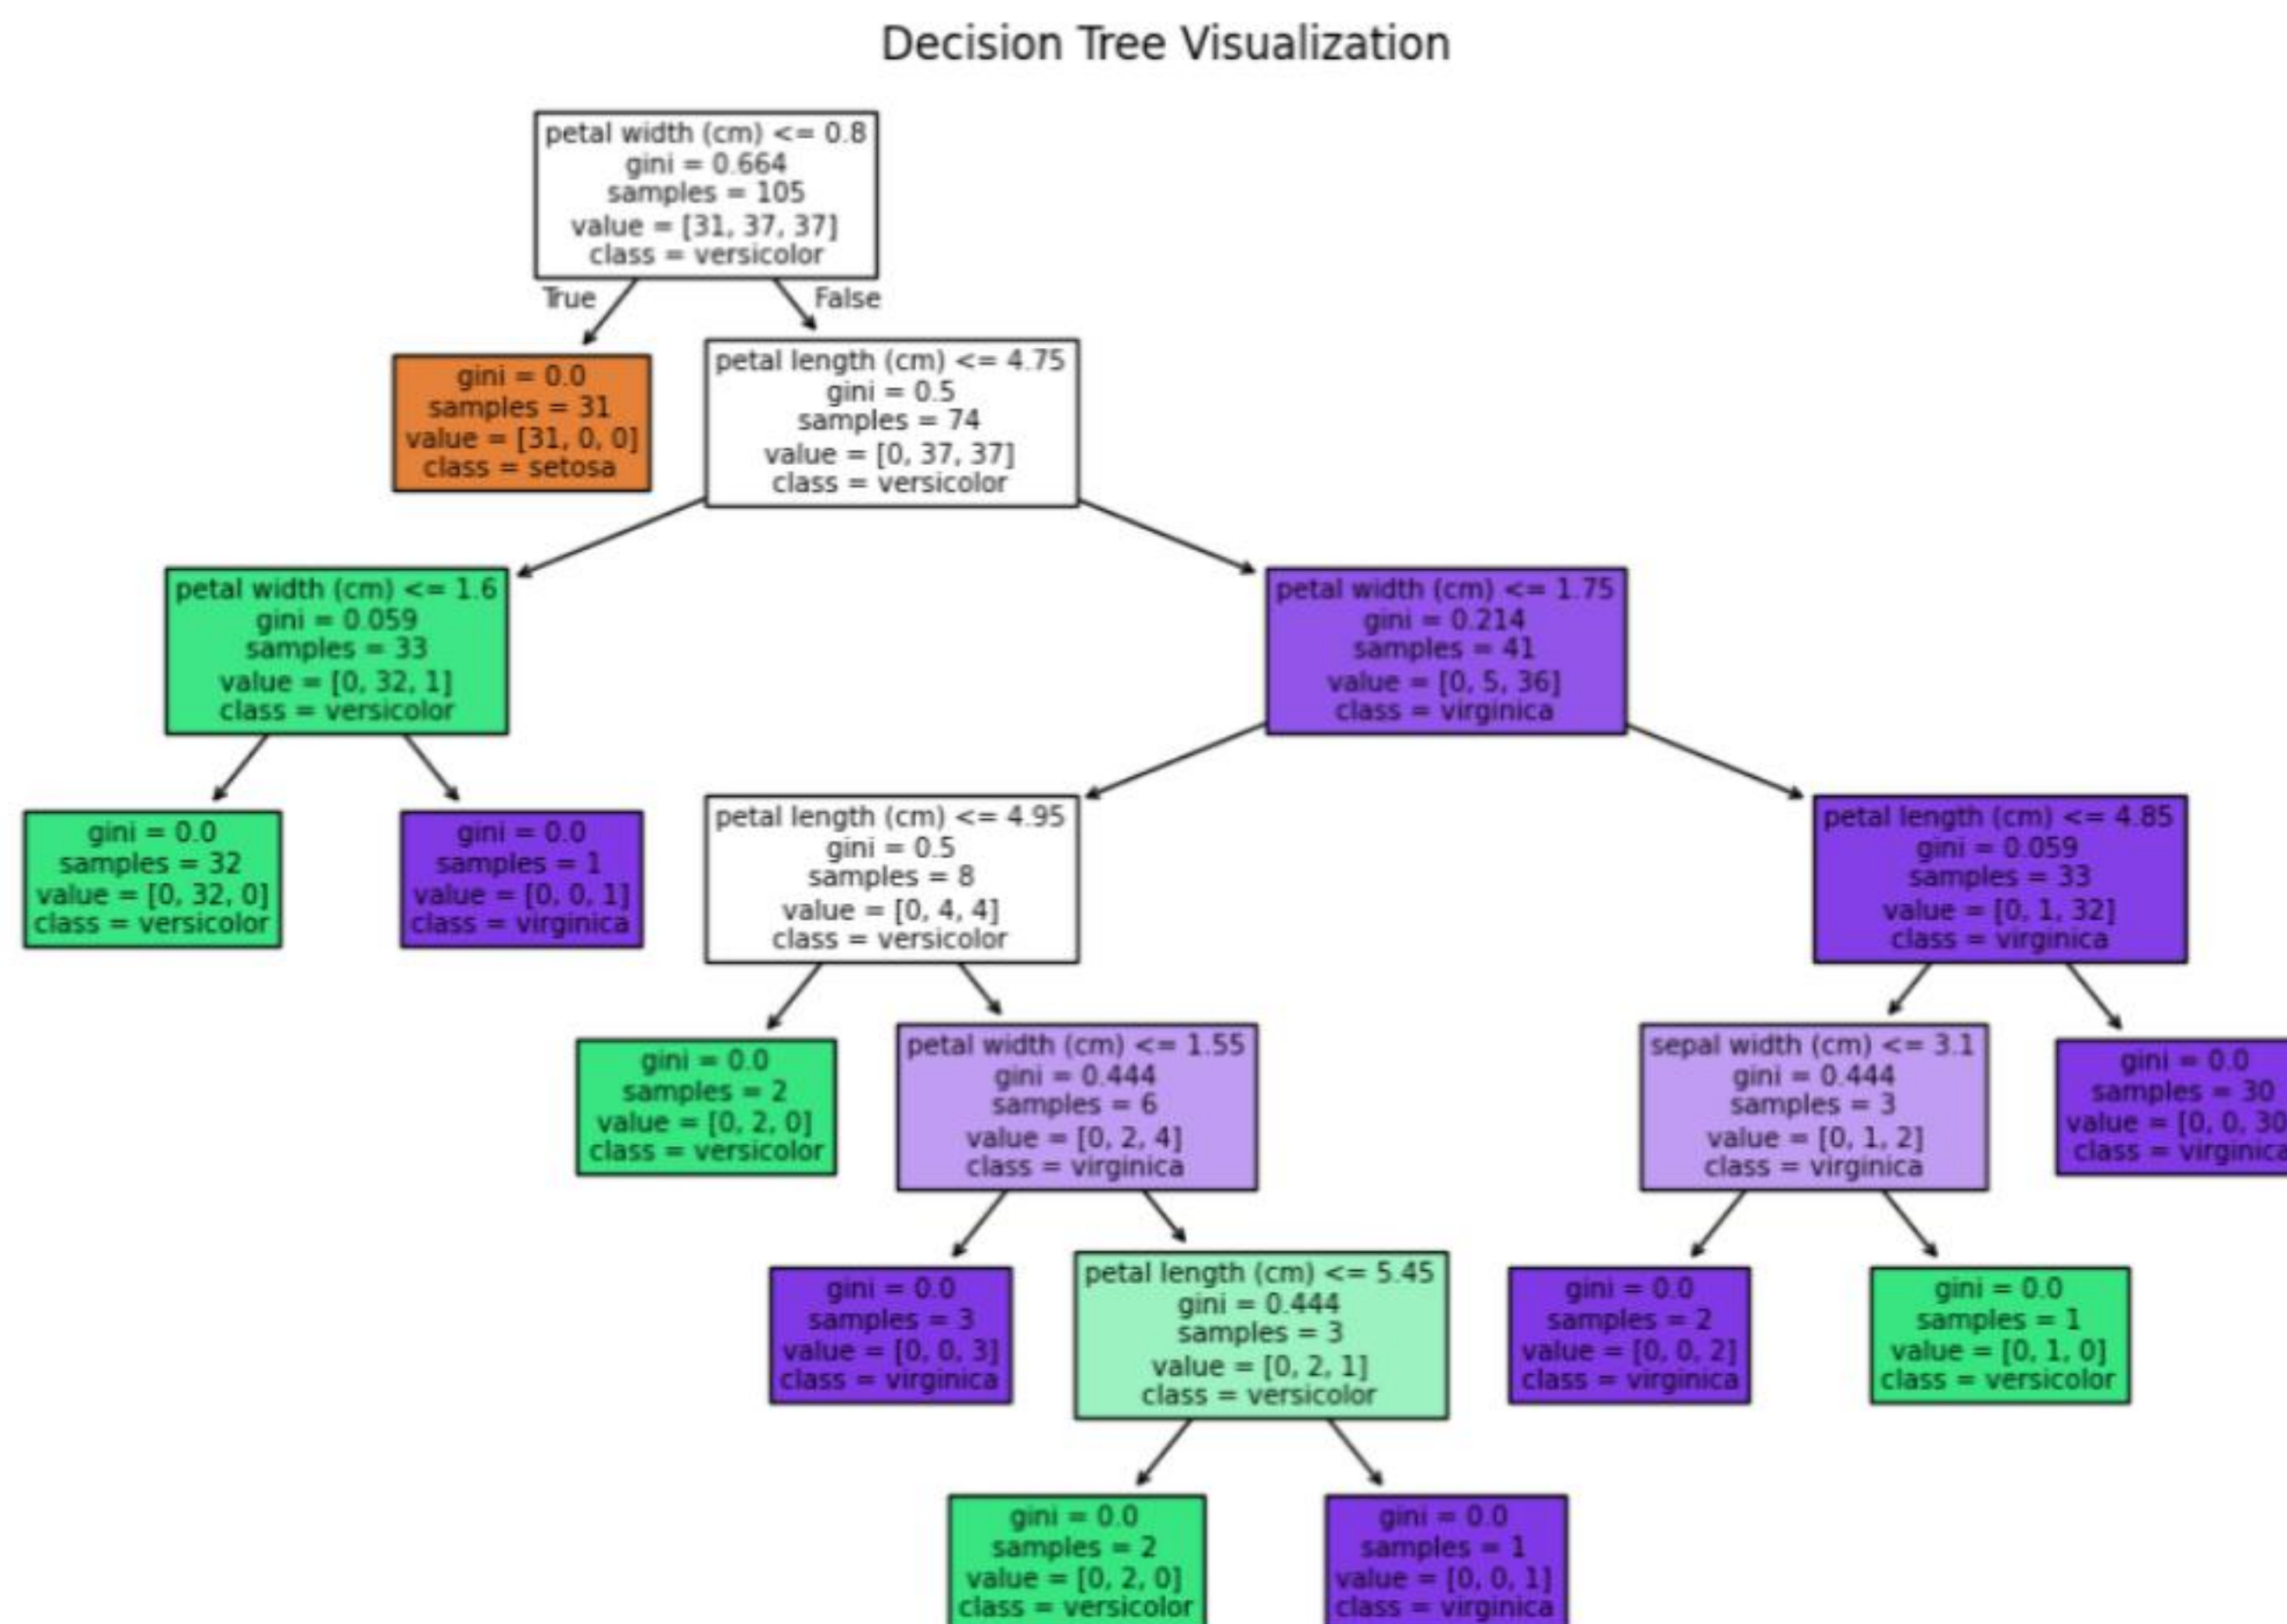 Decision Tree Visualization
petal width (cm) <= 0.8
gini = 0.664
samples = 105
value = [31, 37, 37]
class = versicolor
True
False
gini = 0.0
samples = 31
value = [31, 0, 0]
class = setosa
petal length (cm) <= 4.75
gini = 0.5
samples = 74
value = [0, 37, 37]
class = versicolor
petal width (cm) <= 1.6
gini = 0.059
samples = 33
value = [0, 32, 1]
class = versicolor
petal width (cm) <= 1.75
gini = 0.214
samples = 41
value = [0, 5, 36]
class = virginica
gini = 0.0
samples = 32
value = [0, 32, 0]
class = versicolor
gini = 0.0
samples = 1
value = [0, 0, 1]
class = virginica
petal length (cm) <= 4.95
gini = 0.5
samples = 8
value = [0, 4, 4]
class = versicolor
petal length (cm) <= 4.85
gini = 0.059
samples = 33
value = [0, 1, 32]
class = virginica
gini = 0.0
samples = 2
value = [0, 2, 0]
class = versicolor
petal width (cm) <= 1.55
gini = 0.444
samples = 6
value = [0, 2, 4]
class = virginica
sepal width (cm) <= 3.1
gini = 0.444
samples = 3
value = [0, 1, 2]
class = virginica
gini = 0.0
samples = 30
value = [0, 0, 30
class = virginica
gini = 0.0
samples = 3
value = [0, 0, 3]
class = virginica
petal length (cm) <= 5.45
gini = 0.444
samples = 3
value = [0, 2, 1]
class = versicolor
gini = 0.0
samples = 2
value = [0, 0, 2]
class = virginica
gini = 0.0
samples = 1
value = [0, 1, 0]
class = versicolor
gini = 0.0
samples = 2
value = [0, 2, 0]
class = versicolor
gini = 0.0
samples = 1
value = [0, 0, 1]
class = virginica